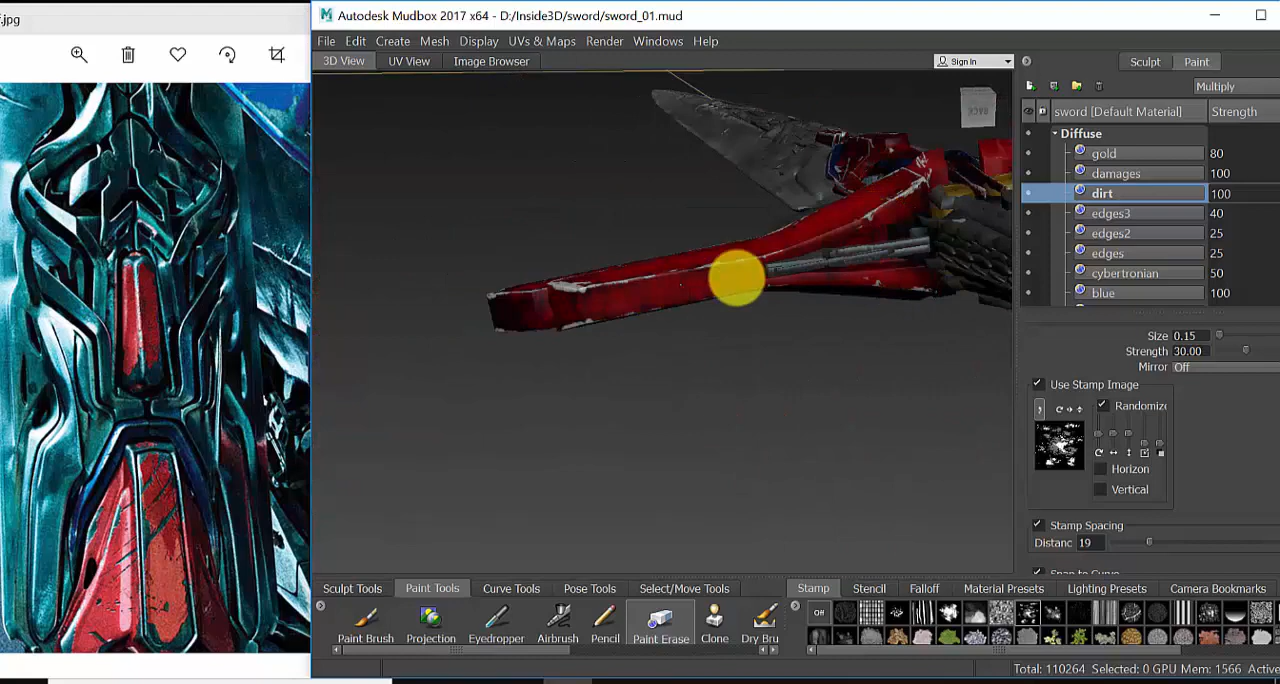 f.jpg
Autodesk Mudbox 2017 x64 - D:/Inside3D/sword/sword_01.mud
File Edit Create Mesh Display UVs & Maps Render Windows Help
3D View UV View Image Browser Sign In
Sculpt Paint
Multiply
BACK
sword [Default Material] Strength
Diffuse
gold 80
damages 100
dirt 100
edges3 40
edges2 25
edges 25
cybertronian 50
blue 100
Size 0.15
Strength 30.00
Mirror Off
Use Stamp Image
Randomize
Horizon
Vertical
Stamp Spacing
Distanc 19
Snap to Curve
Sculpt Tools Paint Tools Curve Tools Pose Tools Select/Move Tools Stamp Stencil Falloff Material Presets Lighting Presets Camera Bookmarks
Off
Paint Brush Projection Eyedropper Airbrush Pencil Paint Erase Clone Dry Bru
Total: 110264 Selected: 0 GPU Mem: 1566 Active